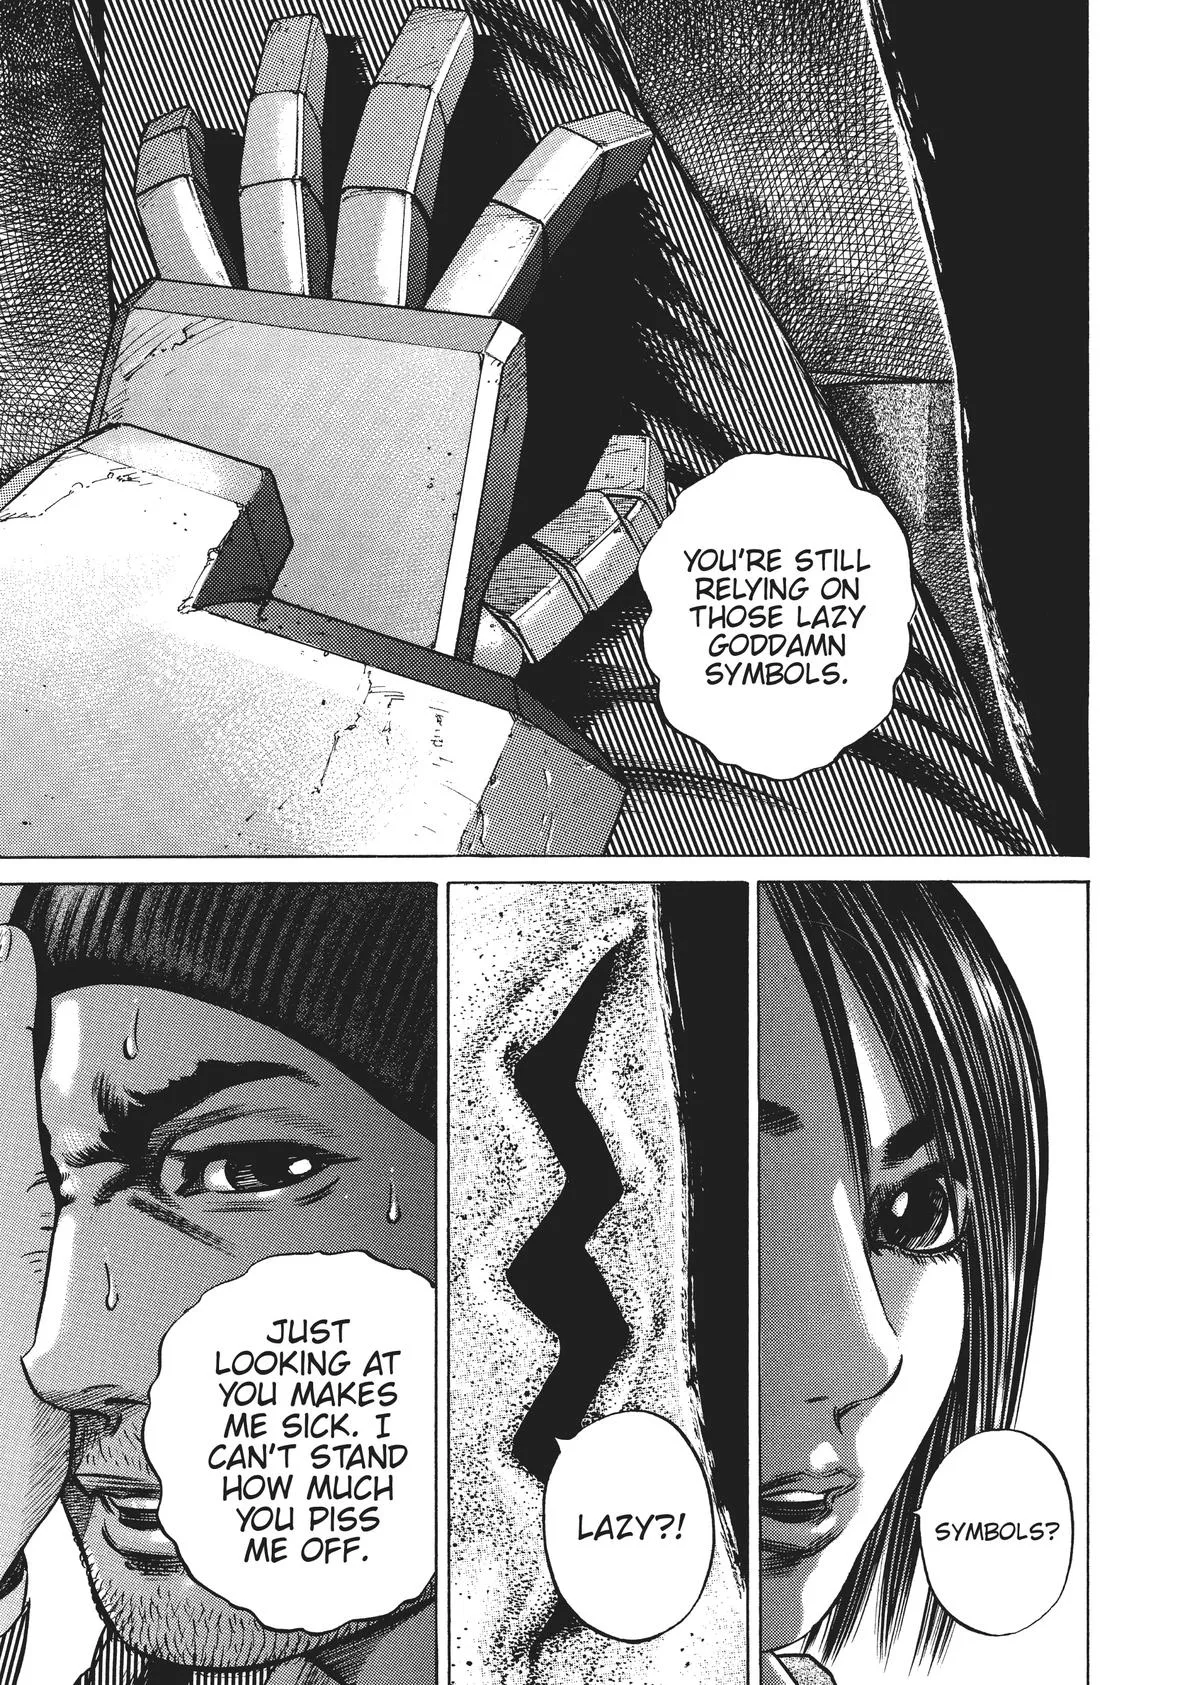 YOU'RE STILL
RELYING ON
THOSE LAZY
GODDAMN
SYMBOLS.
SYMBOLS?
LAZY?!
JUST
LOOKING AT
YOU MAKES
ME SICK. I
CAN'T STAND
HOW MUCH
YOU PISS
ME OFF.